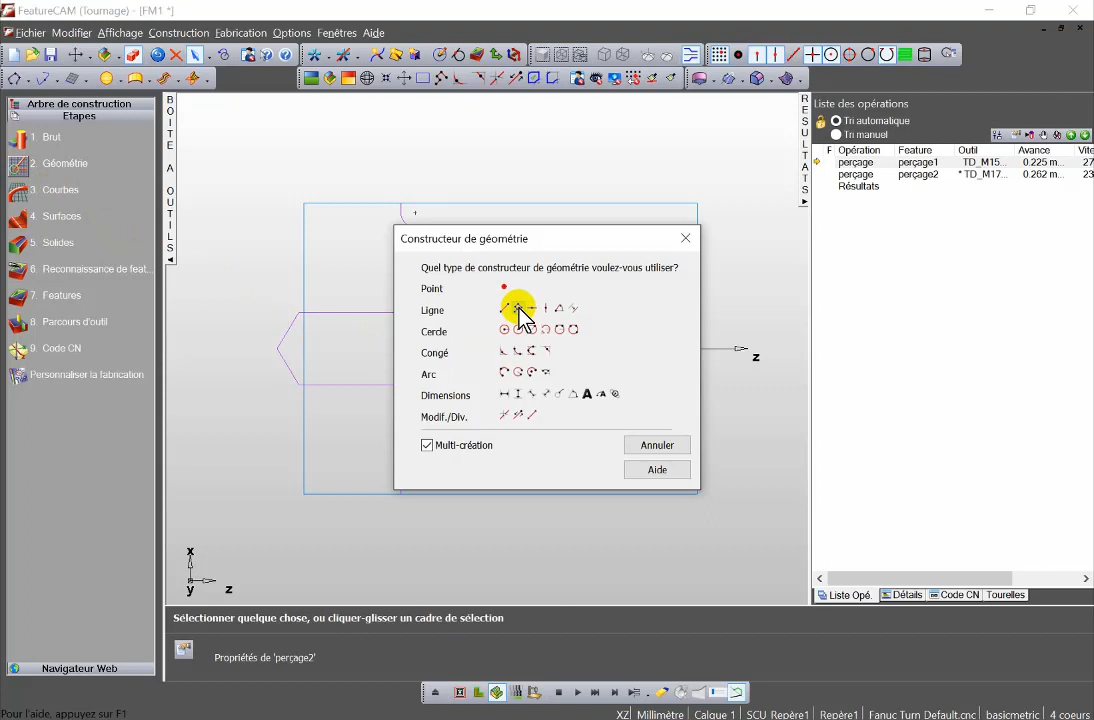 FeatureCAM (Tournage) - [FM1 *]
Fichier Modifier Affichage Construction Fabrication Options Fenêtres Aide
Arbre de construction
Etapes
1. Brut
2. Géométrie
3. Courbes
4. Surfaces
5. Solides
6. Reconnaissance de feat...
7. Features
8. Parcours d'outil
9. Code CN
Personnaliser la fabrication
Navigateur Web
BOITE A OUTILS
RESULTATS
Constructeur de géométrie
Quel type de constructeur de géométrie voulez-vous utiliser?
Point
Ligne
Cercle
Congé
Arc
Dimensions
Modif./Div.
Multi-création
Annuler
Aide
z
x
y
z
Liste des opérations
Tri automatique
Tri manuel
F Opération Feature Outil Avance Vite
perçage perçage1 TD_M15... 0.225 m... 27
perçage perçage2 * TD_M17... 0.262 m... 23
Résultats
Liste Opé. Détails Code CN Tourelles
Sélectionner quelque chose, ou cliquer-glisser un cadre de sélection
Propriétés de 'perçage2'
Pour l'aide, appuyez sur F1
XZ Millimètre Calque 1 SCU Repère1 Repère1 Fanuc Turn Default.cnc basicmetric 4 coeurs